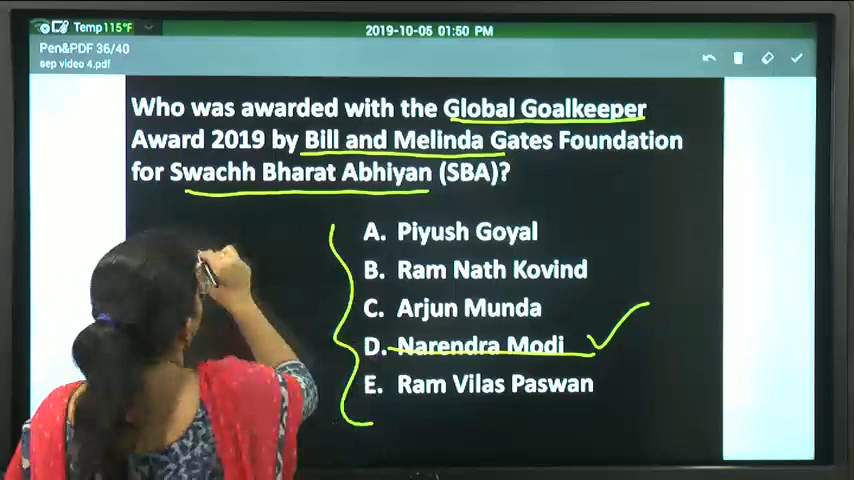 Temp115°F
2019-10-05 01:50 PM
Pen&PDF 36/40
sep video 4.pdf
Who was awarded with the Global Goalkeeper
Award 2019 by Bill and Melinda Gates Foundation
for Swachh Bharat Abhiyan (SBA)?
A. Piyush Goyal
B. Ram Nath Kovind
C. Arjun Munda
D. Narendra Modi
E. Ram Vilas Paswan